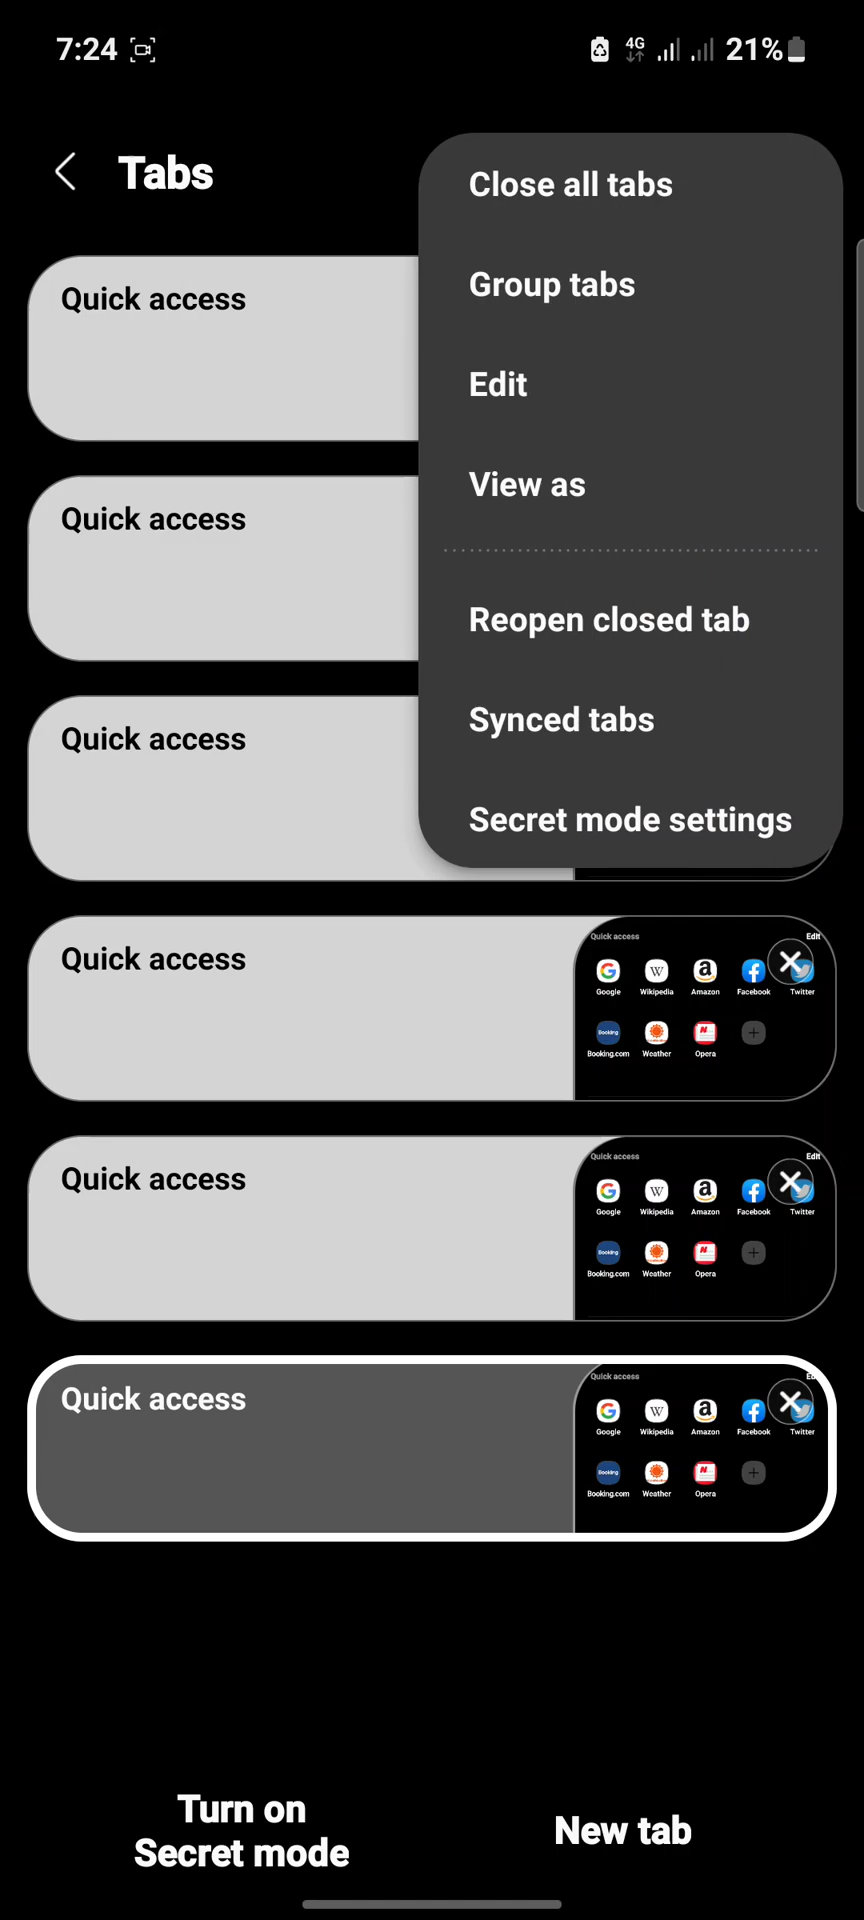 7:24
4G
21%
Tabs
Close all tabs
Group tabs
Edit
View as
Reopen closed tab
Synced tabs
Secret mode settings
Quick access
Quick access
Quick access
Quick access
Quick access Edit
Google Wikipedia Amazon Facebook Twitter
Booking.com Weather Opera
Quick access
Quick access Edit
Google Wikipedia Amazon Facebook Twitter
Booking.com Weather Opera
Quick access
Quick access
Google Wikipedia Amazon Facebook Twitter
Booking.com Weather Opera
Turn on
Secret mode
New tab